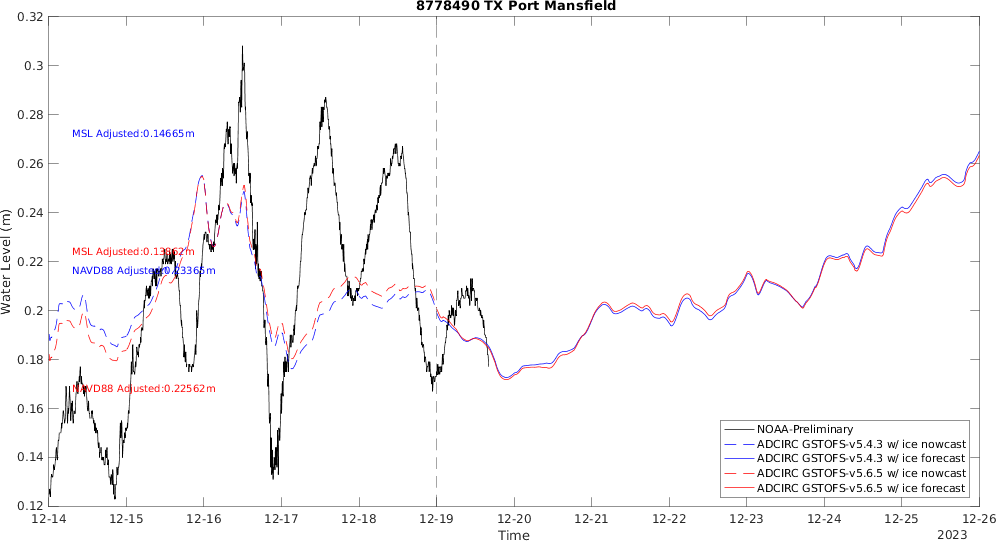 8778490 TX Port Mansfield
Water Level (m)
0.32
0.3
0.28
0.26
0.24
0.22
0.2
0.18
0.16
0.14
0.12
MSL Adjusted:0.14665m
MSL Adjusted:0.13862m
NAVD88 Adjusted:0.23365m
NAVD88 Adjusted:0.22562m
NOAA-Preliminary
ADCIRC GSTOFS-v5.4.3 w/ ice nowcast
ADCIRC GSTOFS-v5.4.3 w/ ice forecast
ADCIRC GSTOFS-v5.6.5 w/ ice nowcast
ADCIRC GSTOFS-v5.6.5 w/ ice forecast
12-14 12-15 12-16 12-17 12-18 12-19 12-20 12-21 12-22 12-23 12-24 12-25 12-26
Time
2023